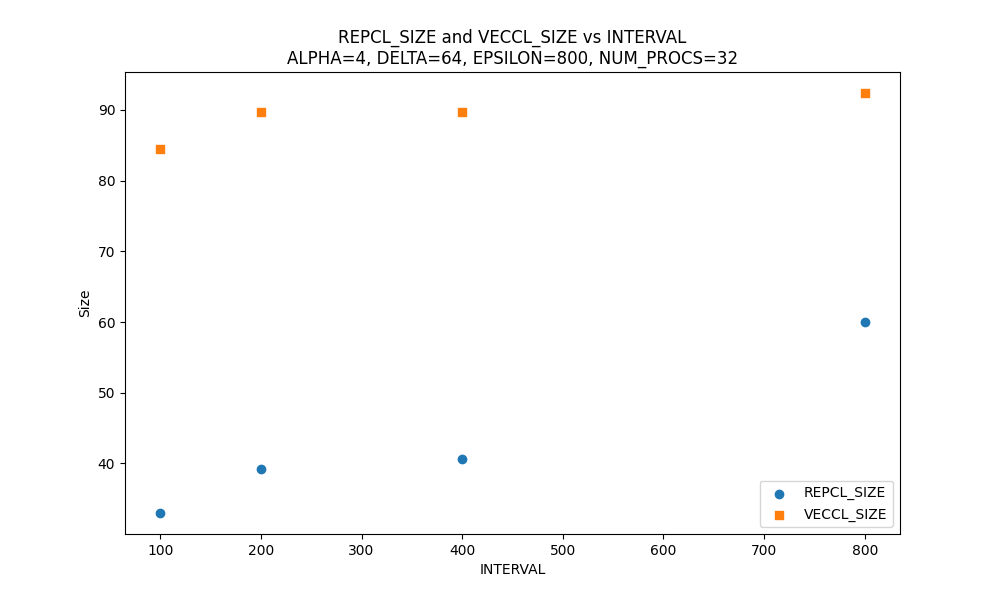 REPCL_SIZE and VECCL_SIZE vs INTERVAL
ALPHA=4, DELTA=64, EPSILON=800, NUM_PROCS=32
90
80
70
60
50
40
Size
REPCL_SIZE
VECCL_SIZE
100 200 300 400 500 600 700 800
INTERVAL